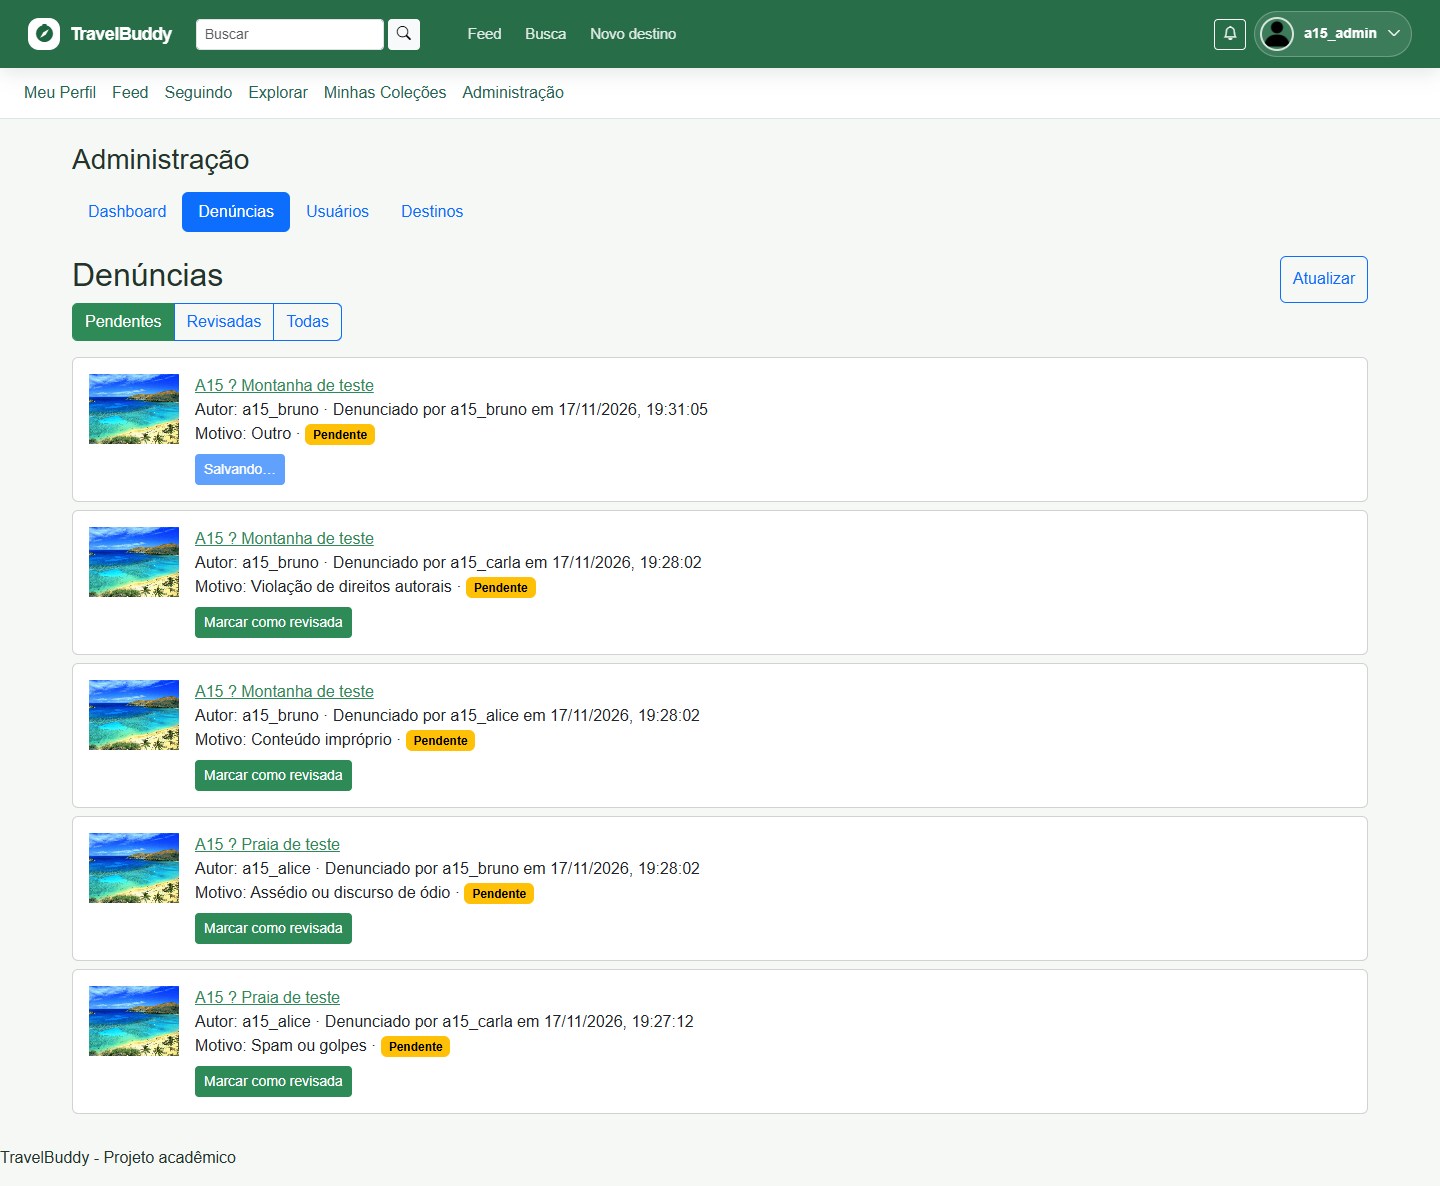 TravelBuddy
Buscar
Feed
Busca
Novo destino
a15_admin
Meu Perfil
Feed
Seguindo
Explorar
Minhas Coleções
Administração
Administração
Dashboard
Denúncias
Usuários
Destinos
Denúncias
Atualizar
Pendentes
Revisadas
Todas
A15 ? Montanha de teste
Autor: a15_bruno · Denunciado por a15_bruno em 17/11/2026, 19:31:05
Motivo: Outro · Pendente
Salvando...
A15 ? Montanha de teste
Autor: a15_bruno · Denunciado por a15_carla em 17/11/2026, 19:28:02
Motivo: Violação de direitos autorais · Pendente
Marcar como revisada
A15 ? Montanha de teste
Autor: a15_bruno · Denunciado por a15_alice em 17/11/2026, 19:28:02
Motivo: Conteúdo impróprio · Pendente
Marcar como revisada
A15 ? Praia de teste
Autor: a15_alice · Denunciado por a15_bruno em 17/11/2026, 19:28:02
Motivo: Assédio ou discurso de ódio · Pendente
Marcar como revisada
A15 ? Praia de teste
Autor: a15_alice · Denunciado por a15_carla em 17/11/2026, 19:27:12
Motivo: Spam ou golpes · Pendente
Marcar como revisada
TravelBuddy - Projeto acadêmico